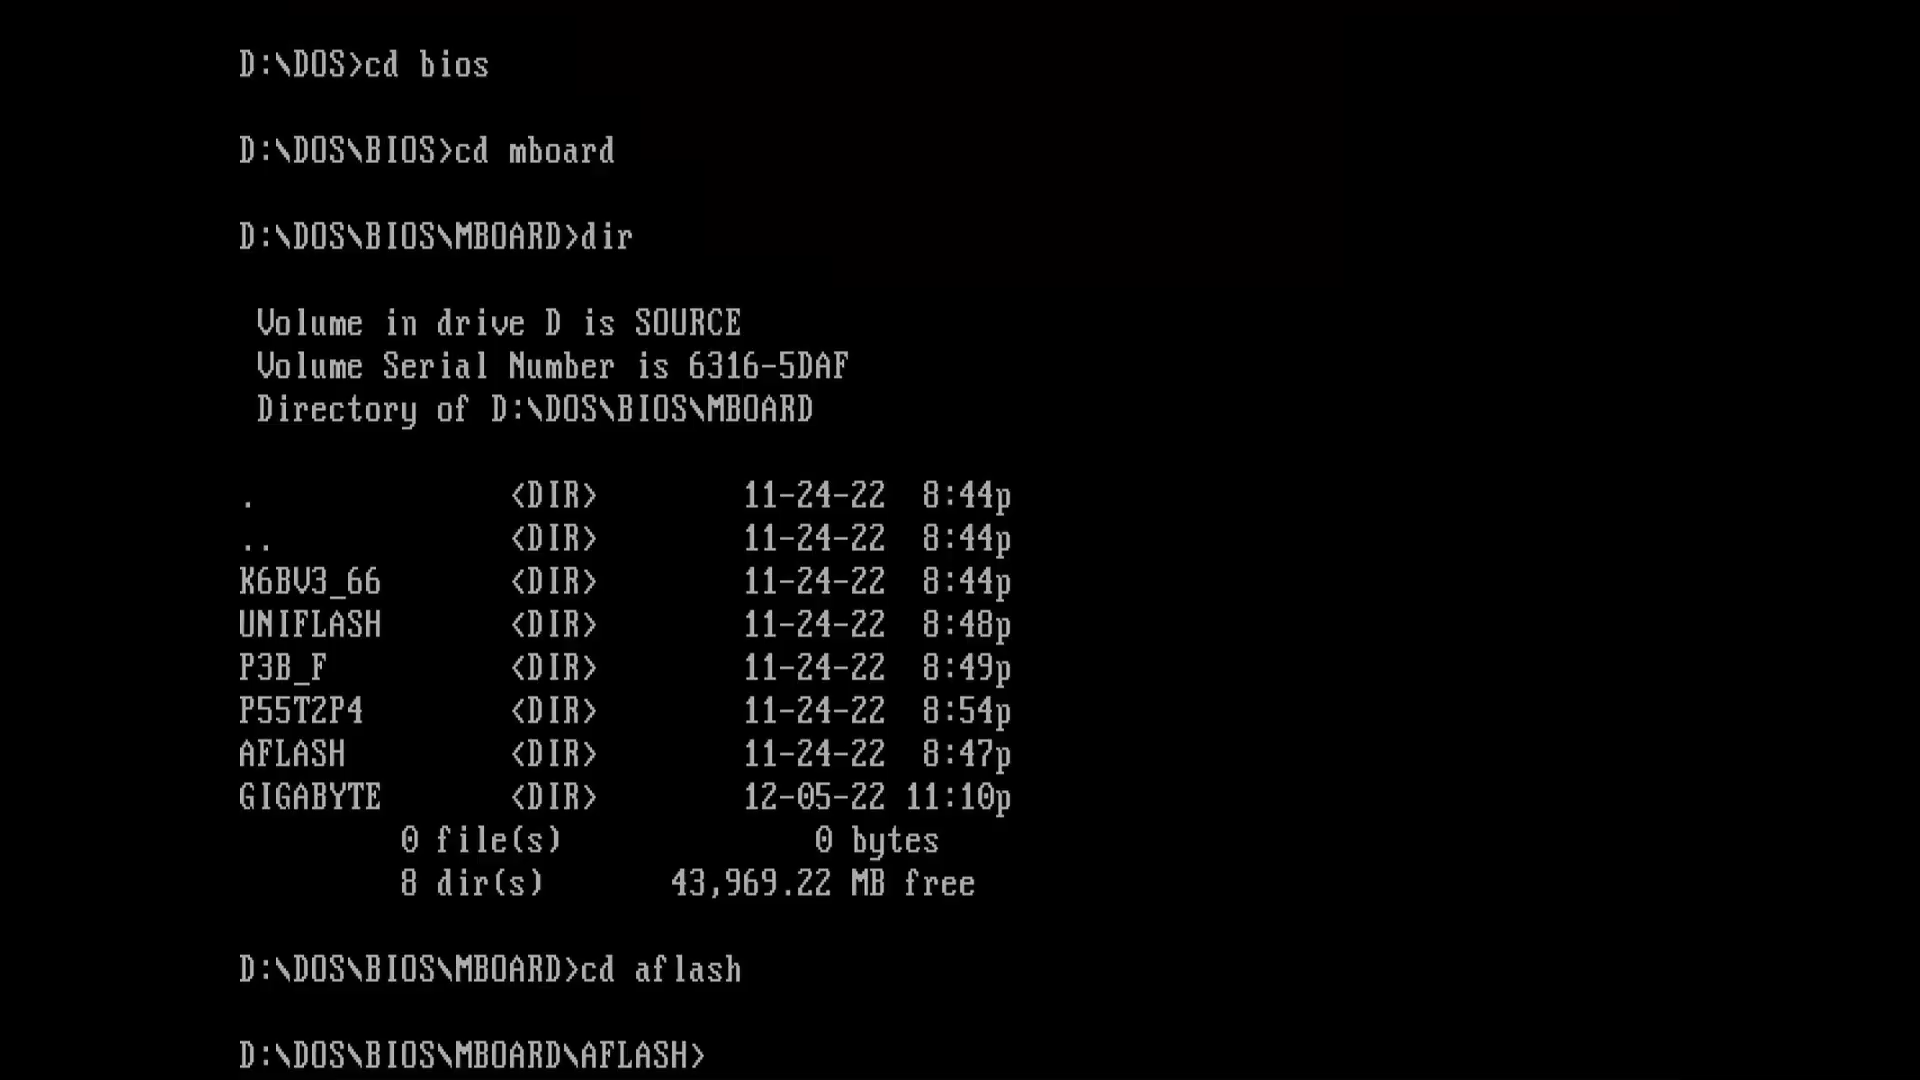 D:\DOS>cd bios
D:\DOS\BIOS>cd mboard
D:\DOS\BIOS\MBOARD>dir
Volume in drive D is SOURCE
Volume Serial Number is 6316-5DAF
Directory of D:\DOS\BIOS\MBOARD
. <DIR> 11-24-22 8:44p
.. <DIR> 11-24-22 8:44p
K6BV3_66 <DIR> 11-24-22 8:44p
UNIFLASH <DIR> 11-24-22 8:48p
P3B_F <DIR> 11-24-22 8:49p
P55T2P4 <DIR> 11-24-22 8:54p
AFLASH <DIR> 11-24-22 8:47p
GIGABYTE <DIR> 12-05-22 11:10p
0 file(s) 0 bytes
8 dir(s) 43,969.22 MB free
D:\DOS\BIOS\MBOARD>cd aflash
D:\DOS\BIOS\MBOARD\AFLASH>